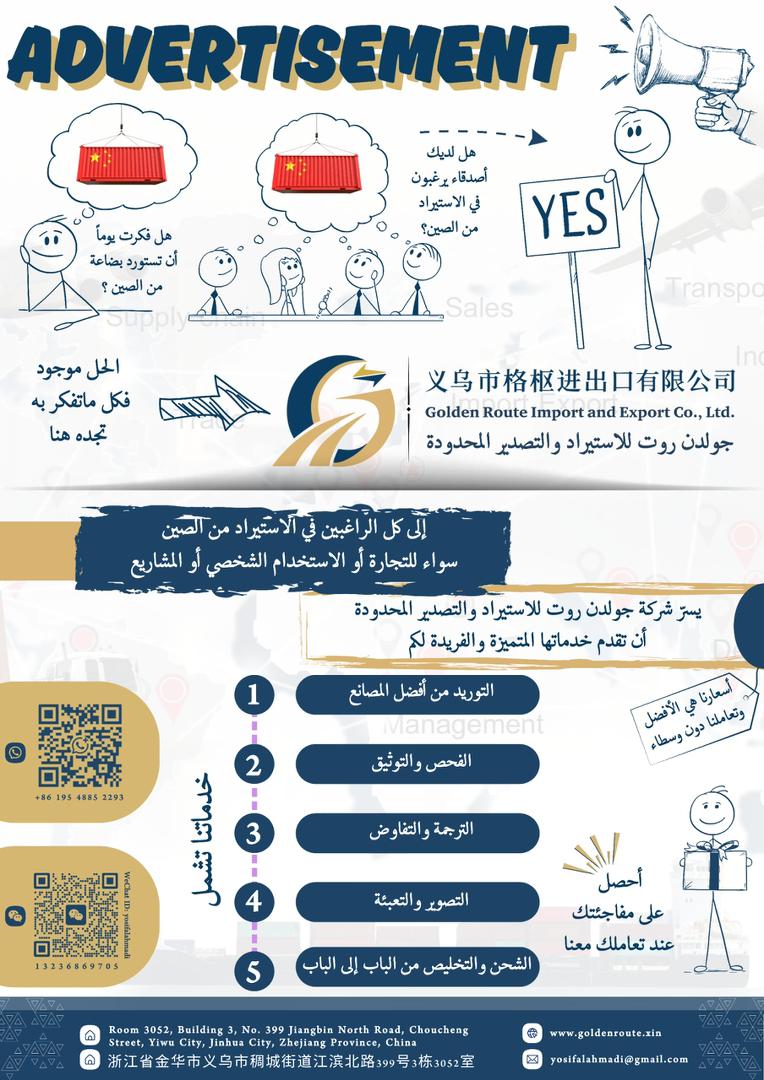 ADVERTISEMENT
هل لديك
أصدقاء يرغبون
في الاستيراد
من الصين؟
YES
هل فكرت يوماً
أن تستورد بضاعة
من الصين ؟
Supply chain
Sales
Transpo
الحل موجود
فكل ماتفكر به
تجده هنا
Trade
Import-Export
In
义乌市格枢进出口有限公司
Golden Route Import and Export Co., Ltd.
جولدن روت للاستيراد والتصدير المحدودة
إلى كل الراغبين في الاستيراد من الصين
سواء للتجارة أو الاستخدام الشخصي أو المشاريع
يسرّ شركة جولدن روت للاستيراد والتصدير المحدودة
أن تقدم خدماتها المتميزة والفريدة لكم
أسعارنا هي الأفضل
وتعاملنا دون وسطاء
Management
خدماتنا تشمل
1 التوريد من أفضل المصانع
2 الفحص والتوثيق
3 الترجمة والتفاوض
4 التصوير والتعبئة
5 الشحن والتخليص من الباب إلى الباب
+86 195 4885 2293
WeChat ID: yosifalahmadi
13236869705
أحصل
على مفاجئتك
عند تعاملك معنا
Room 3052, Building 3, No. 399 Jiangbin North Road, Choucheng
Street, Yiwu City, Jinhua City, Zhejiang Province, China
浙江省金华市义乌市稠城街道江滨北路399号3栋3052室
www.goldenroute.xin
yosifalahmadi@gmail.com